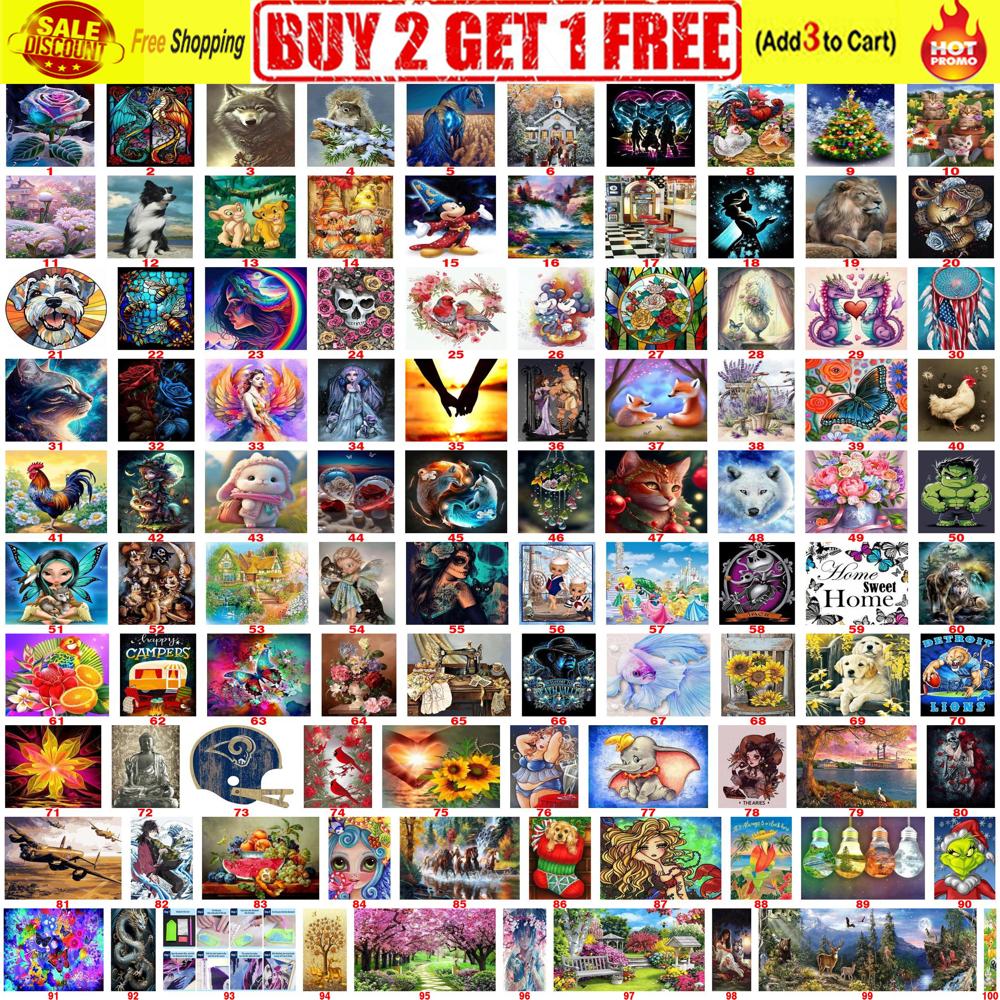 SALE
DISCOUNT
Free Shopping
BUY 2 GET 1 FREE
(Add 3 to Cart)
HOT
PROMO
1 2 3 4 5 6 7 8 9 10
11 12 13 14 15 16 17 18 19 20
21 22 23 24 25 26 27 28 29 30
31 32 33 34 35 36 37 38 39 40
41 42 43 44 45 46 47 48 49 50
Home
sweet
Home
51 52 53 54 55 56 57 58 59 60
happy
CAMPERS
DETROIT
LIONS
61 62 63 64 65 66 67 68 69 70
THEARIES
71 72 73 74 75 76 77 78 79 80
81 82 83 84 85 86 87 88 89 90
91 92 93 94 95 96 97 98 99 100